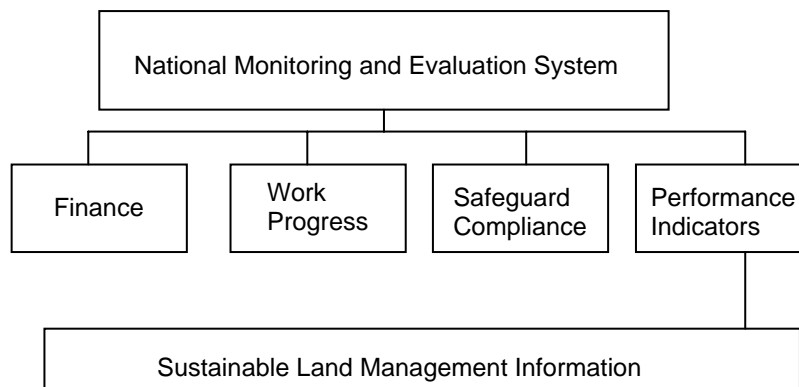 National Monitoring and Evaluation System
Finance
Work
Progress
Safeguard
Compliance
Performance
Indicators
Sustainable Land Management Information